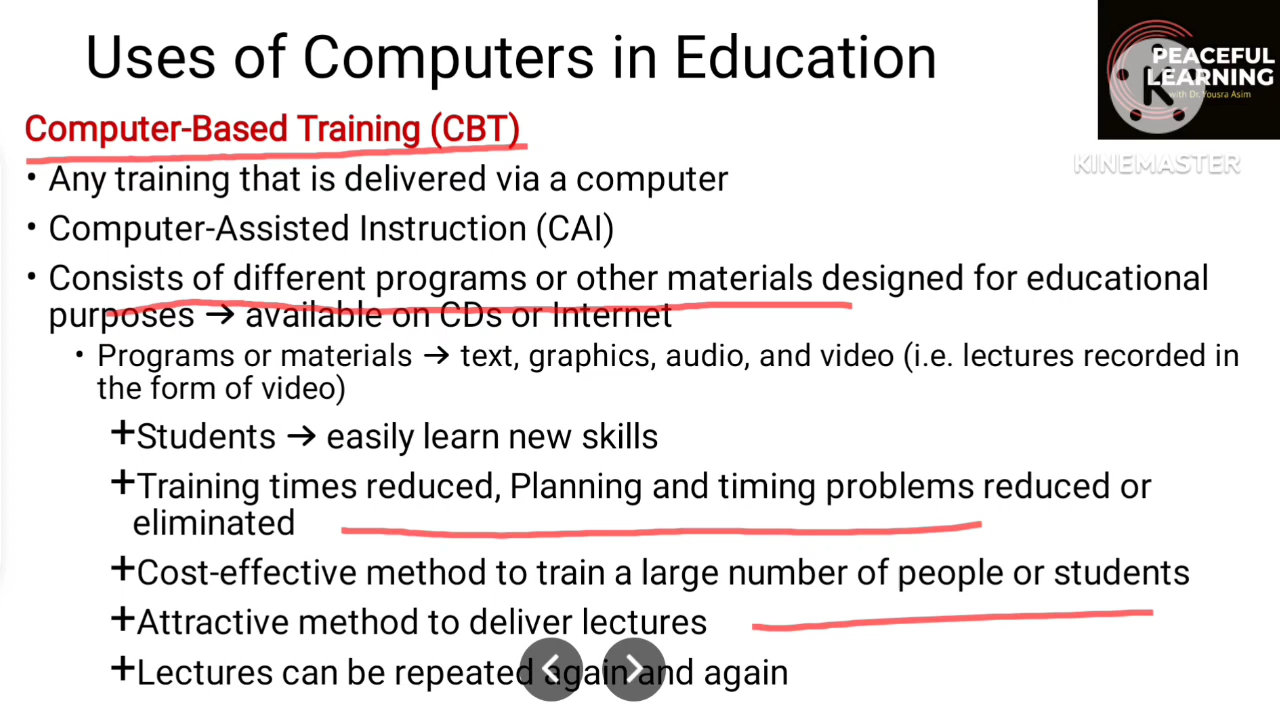 Uses of Computers in Education
PEACEFUL
LEARNING
with Dr. Yousra Asim
KINEMASTER
Computer-Based Training (CBT)
• Any training that is delivered via a computer
• Computer-Assisted Instruction (CAI)
• Consists of different programs or other materials designed for educational
purposes → available on CDs or Internet
• Programs or materials → text, graphics, audio, and video (i.e. lectures recorded in
the form of video)
+Students → easily learn new skills
+Training times reduced, Planning and timing problems reduced or
eliminated
+Cost-effective method to train a large number of people or students
+Attractive method to deliver lectures
+Lectures can be repeated again and again